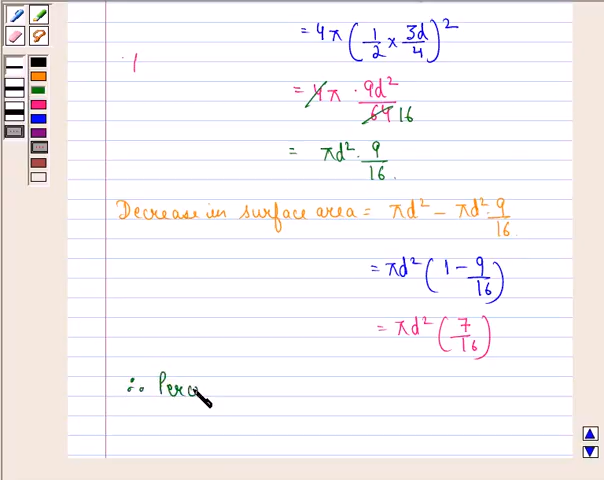 = 4π (1/2 × 3d/4)²
= 4π · 9d²/64 16
= πd² · 9/16.
Decrease in surface area = πd² − πd² · 9/16.
= πd² (1 − 9/16)
= πd² (7/16)
∴ Perc